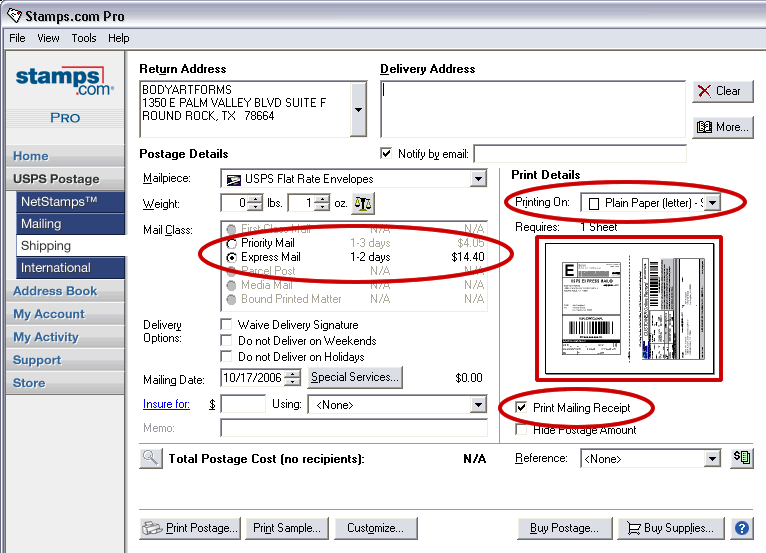 Stamps.com Pro
File View Tools Help
stamps.com
PRO
Home
USPS Postage
NetStamps™
Mailing
Shipping
International
Address Book
My Account
My Activity
Support
Store
Return Address
BODYARTFORMS
1350 E PALM VALLEY BLVD SUITE F
ROUND ROCK, TX 78664
Delivery Address
Clear
More...
Postage Details
Notify by email:
Mailpiece: USPS Flat Rate Envelopes
Weight: 0 lbs. 1 oz.
Mail Class:
First Class Mail N/A N/A
Priority Mail 1-3 days $4.05
Express Mail 1-2 days $14.40
Parcel Post N/A N/A
Media Mail N/A N/A
Bound Printed Matter N/A N/A
Delivery Options:
Waive Delivery Signature
Do not Deliver on Weekends
Do not Deliver on Holidays
Mailing Date: 10/17/2006 Special Services... $0.00
Insure for: $ Using: <None>
Memo:
Print Details
Printing On: Plain Paper (letter) - S
Requires: 1 Sheet
E
USPS EXPRESS MAIL
Print Mailing Receipt
Hide Postage Amount
Total Postage Cost (no recipients): N/A
Reference: <None>
Print Postage... Print Sample... Customize... Buy Postage... Buy Supplies... ?